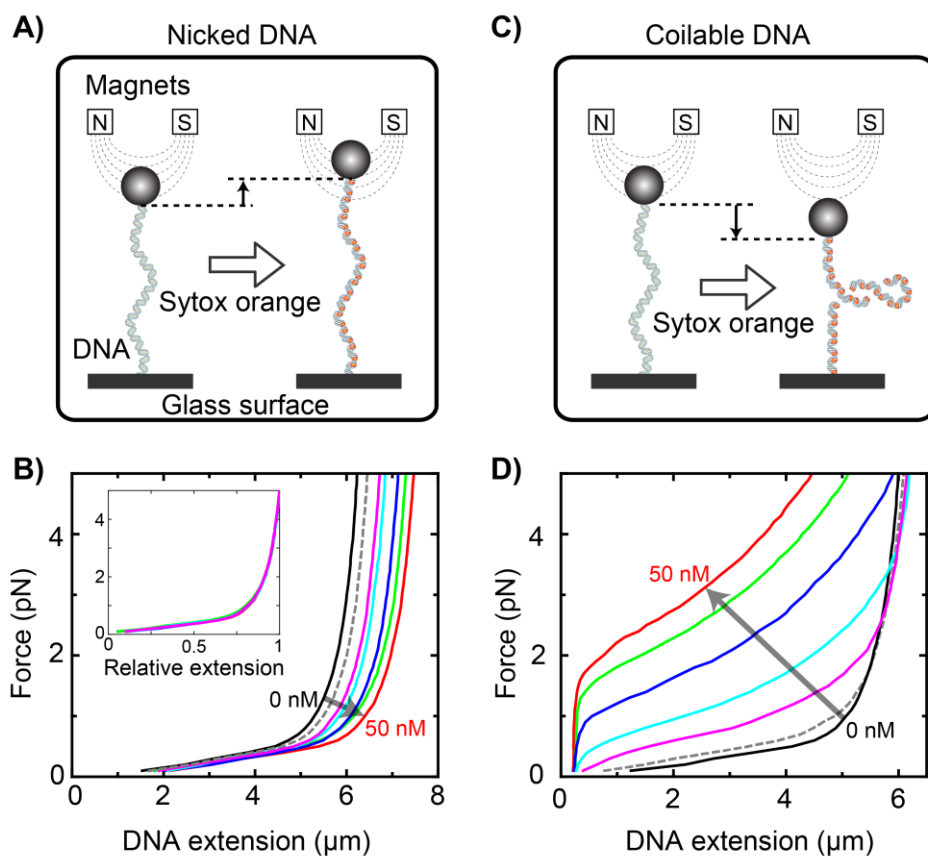 A)
Nicked DNA
Magnets
N S N S
Sytox orange
DNA
Glass surface
C)
Coilable DNA
N S N S
Sytox orange
B)
Force (pN)
4
2
0
0 2 4 6 8
DNA extension (μm)
4
3
2
1
0
0 0.5 1
Relative extension
0 nM
50 nM
D)
Force (pN)
4
2
0
0 2 4 6
DNA extension (μm)
50 nM
0 nM